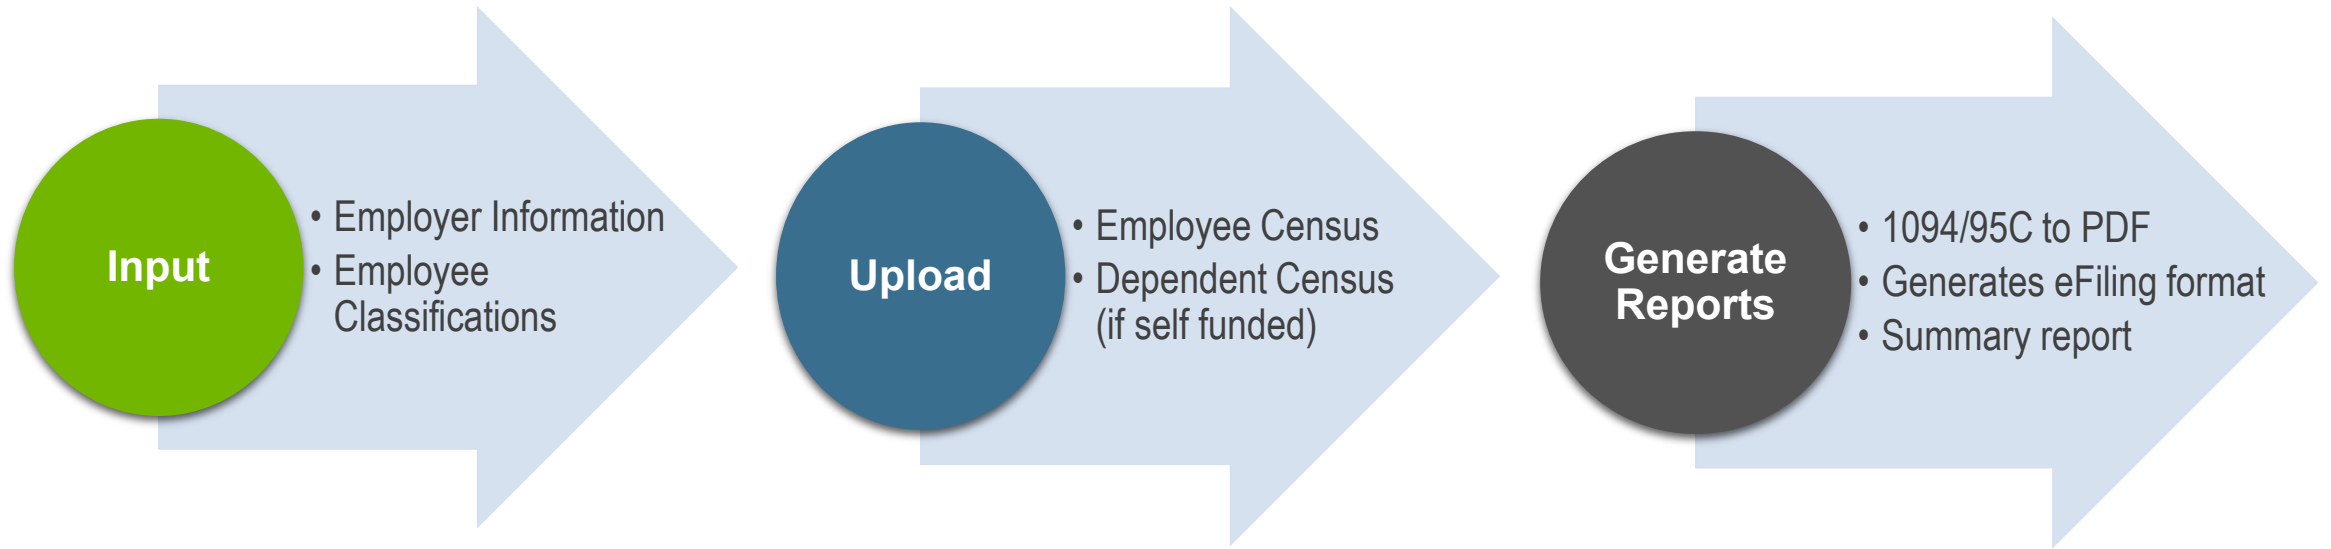 Input
• Employer Information
• Employee
Classifications
Upload
• Employee Census
• Dependent Census
(if self funded)
Generate
Reports
• 1094/95C to PDF
• Generates eFiling format
• Summary report